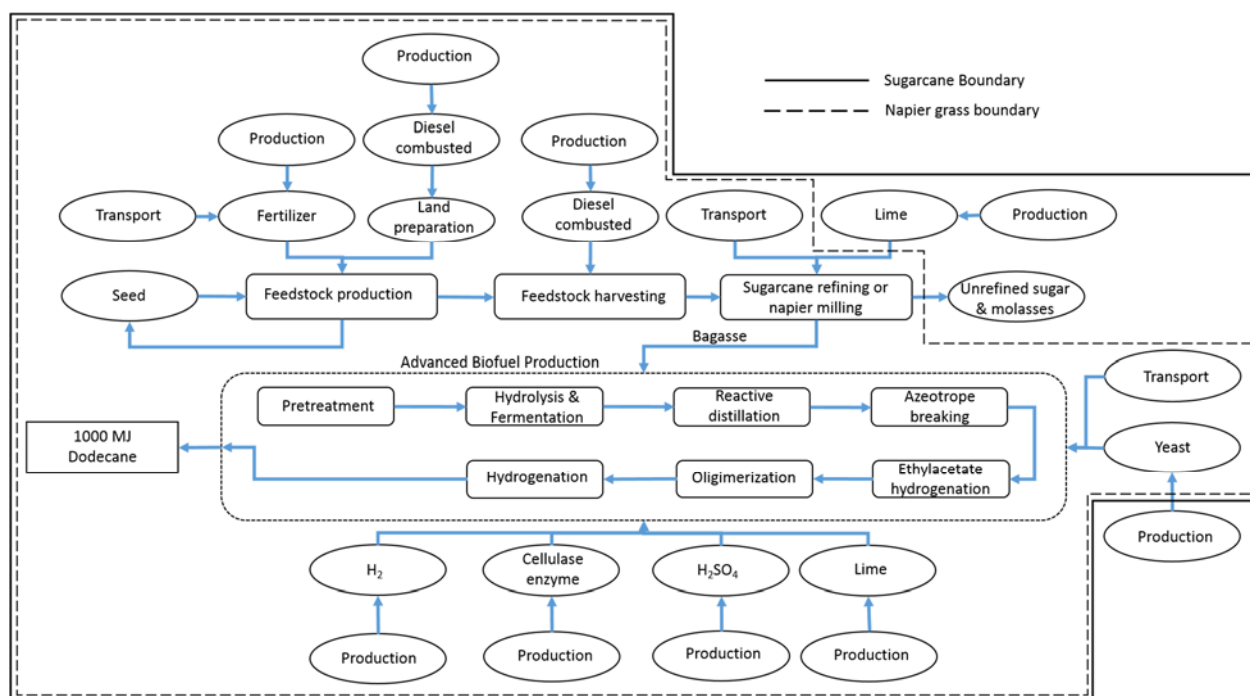 Production
Sugarcane Boundary
Napier grass boundary
Production
Diesel
combusted
Production
Transport
Fertilizer
Land
preparation
Diesel
combusted
Transport
Lime
Production
Seed
Feedstock production
Feedstock harvesting
Sugarcane refining or
napier milling
Unrefined sugar
& molasses
Bagasse
Advanced Biofuel Production
Pretreatment
Hydrolysis &
Fermentation
Reactive
distillation
Azeotrope
breaking
Transport
1000 MJ
Dodecane
Hydrogenation
Oligimerization
Ethylacetate
hydrogenation
Yeast
Production
H₂
Cellulase
enzyme
H₂SO₄
Lime
Production
Production
Production
Production